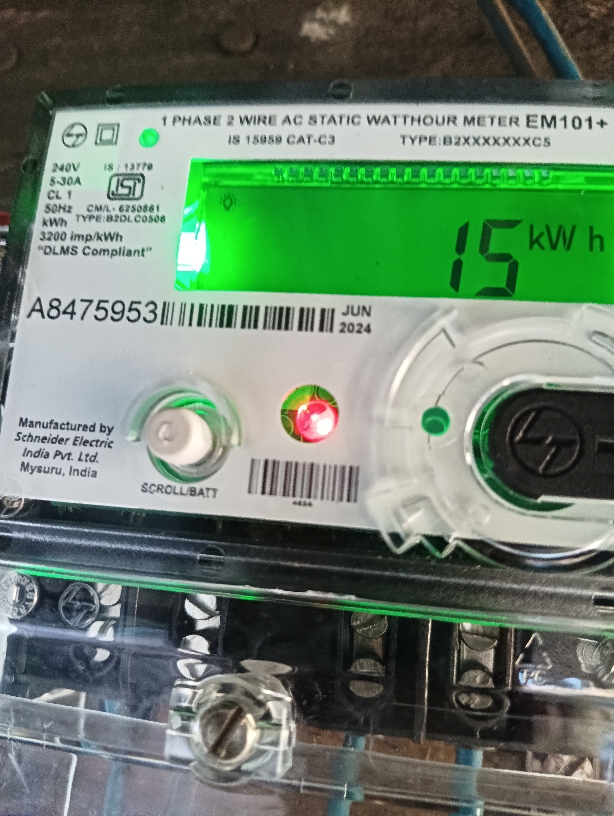 1 PHASE 2 WIRE AC STATIC WATTHOUR METER EM101+
IS 15959 CAT-C3 TYPE:B2XXXXXXXC5
240V IS : 13779
5-30A
CL 1
50Hz CM/L- 6250861
kWh TYPE:B2DLC0506
3200 imp/kWh
"DLMS Compliant"
15 kW h
A8475953 JUN
2024
Manufactured by
Schneider Electric
India Pvt. Ltd.
Mysuru, India
SCROLL/BATT